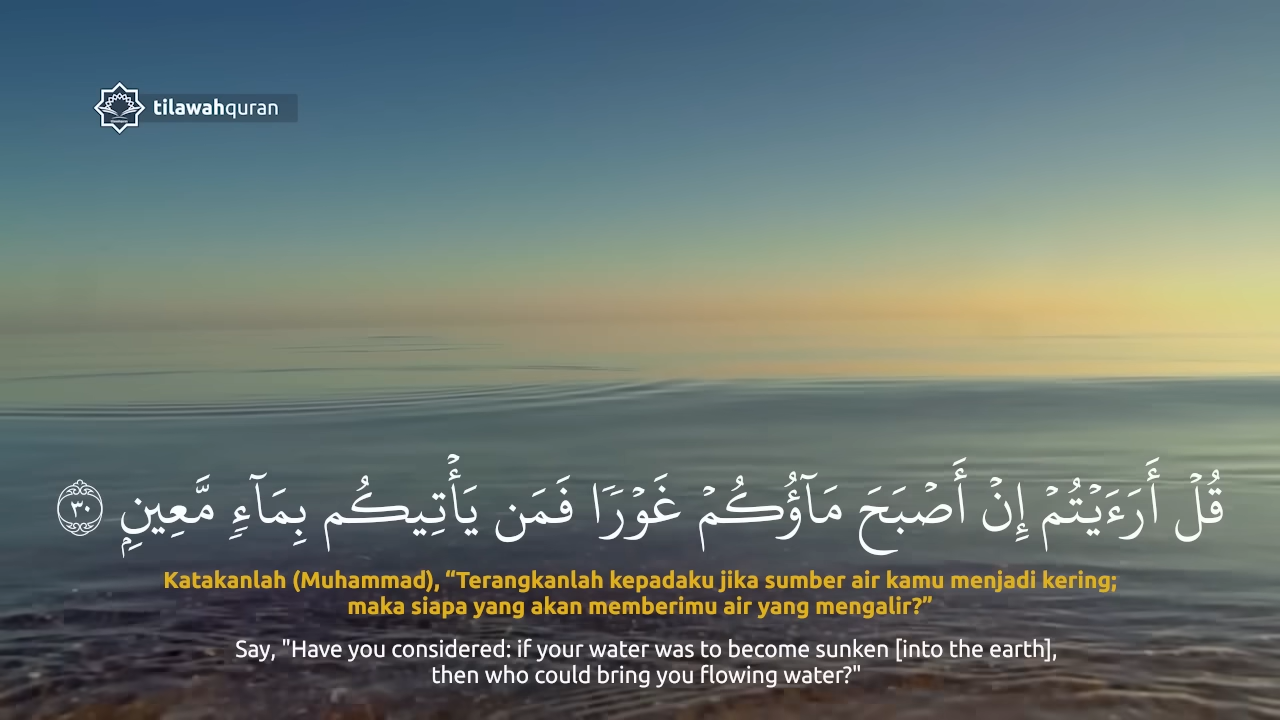 tilawahquran
قُلْ أَرَءَيْتُمْ إِنْ أَصْبَحَ مَآؤُكُمْ غَوْرًا فَمَن يَأْتِيكُم بِمَآءٍ مَّعِينٍۭ ٣٠
Katakanlah (Muhammad), “Terangkanlah kepadaku jika sumber air kamu menjadi kering;
maka siapa yang akan memberimu air yang mengalir?”
Say, "Have you considered: if your water was to become sunken [into the earth],
then who could bring you flowing water?"